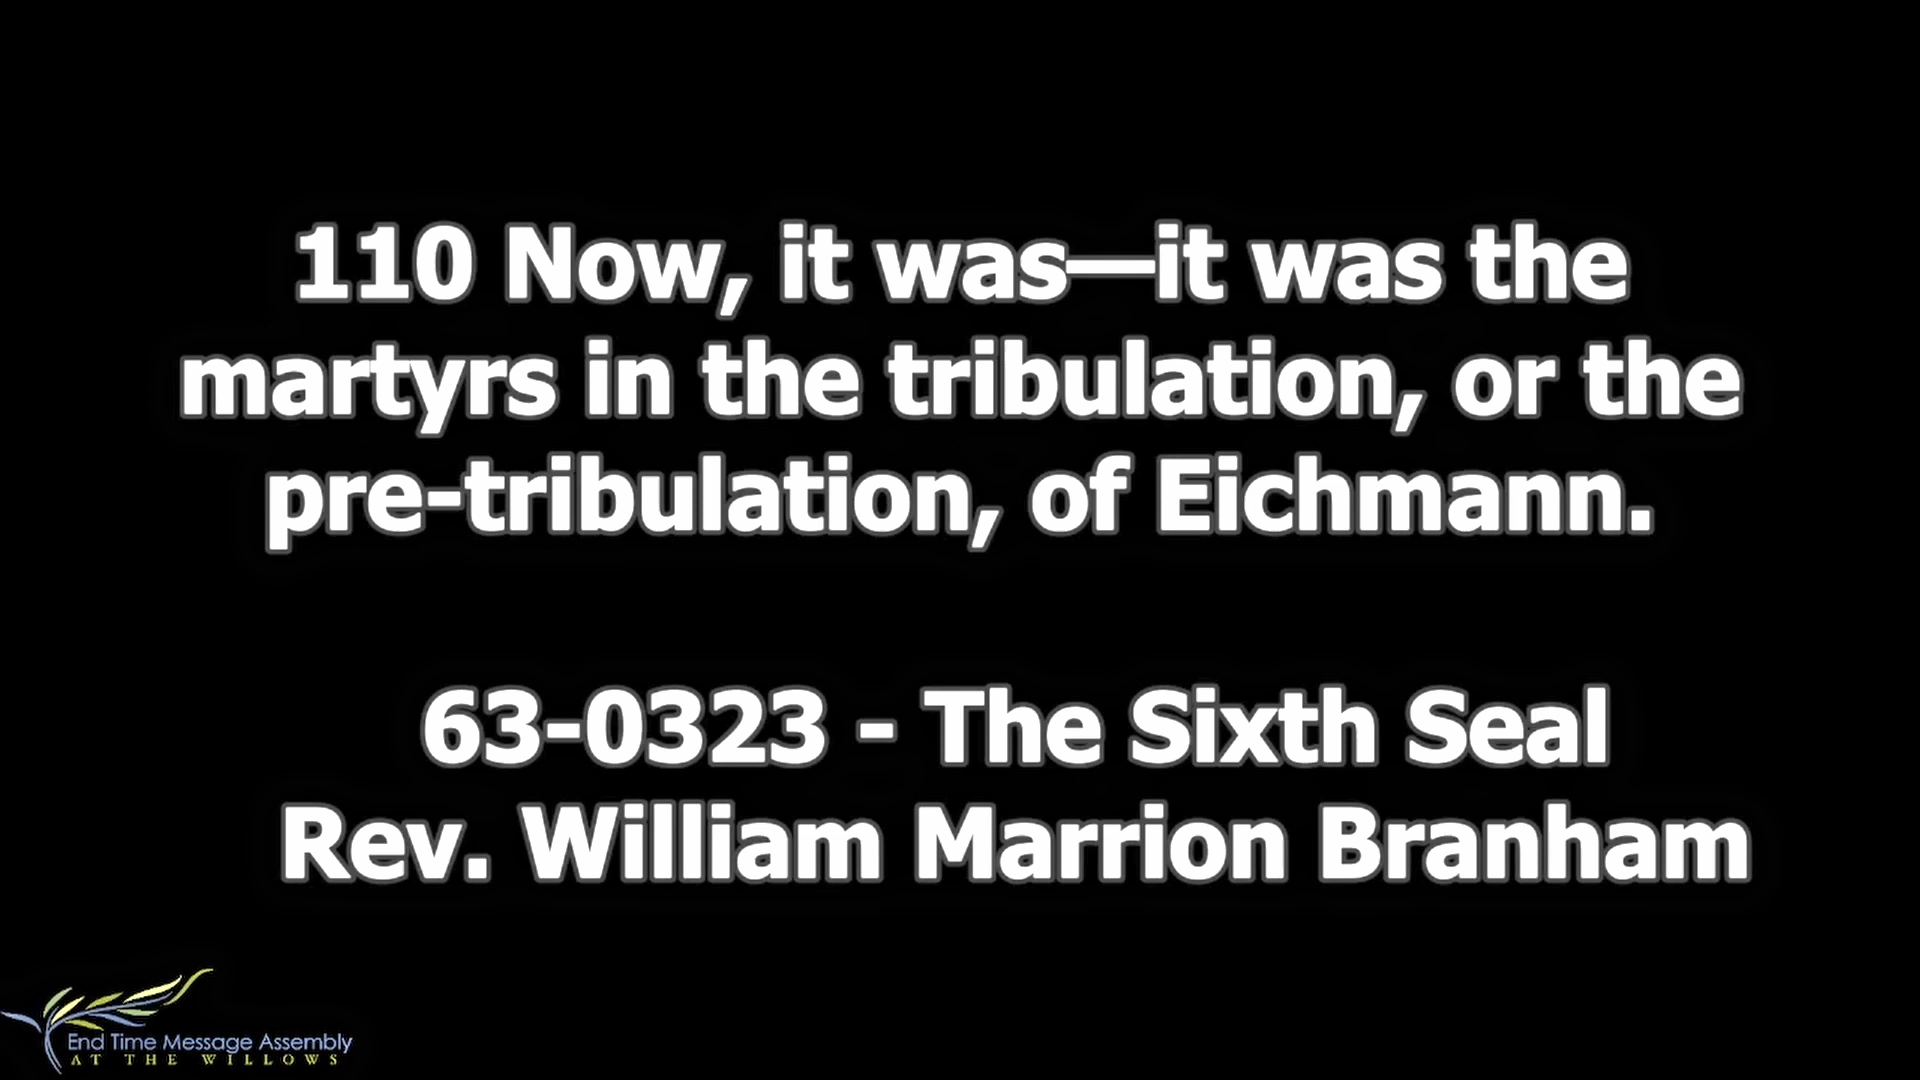 110 Now, it was—it was the
martyrs in the tribulation, or the
pre-tribulation, of Eichmann.
63-0323 - The Sixth Seal
Rev. William Marrion Branham
End Time Message Assembly
AT THE WILLOWS